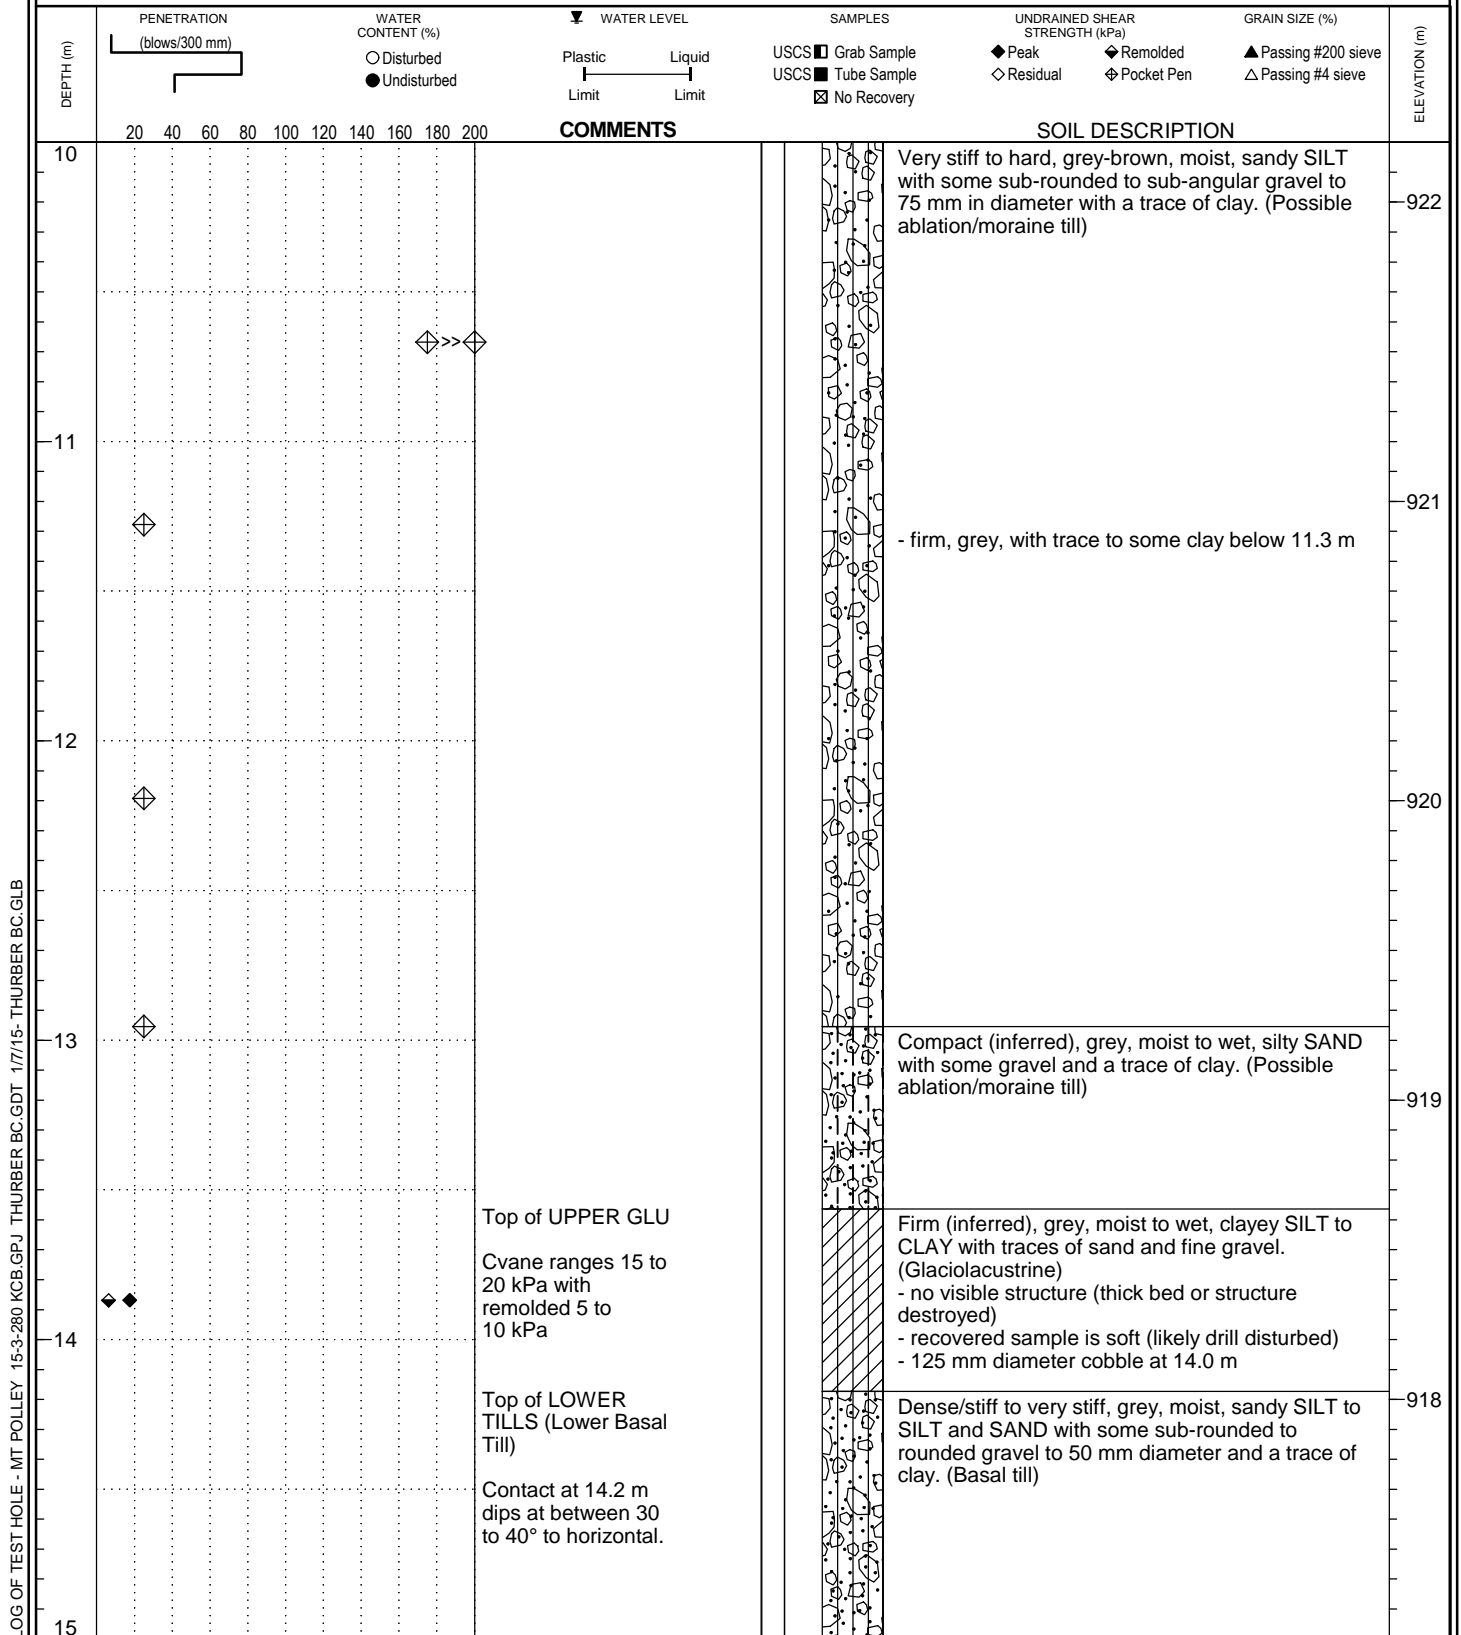 PENETRATION
(blows/300 mm)
WATER
CONTENT (%)
Disturbed
Undisturbed
WATER LEVEL
Plastic Liquid
Limit Limit
SAMPLES
USCS Grab Sample
USCS Tube Sample
No Recovery
UNDRAINED SHEAR
STRENGTH (kPa)
Peak Remolded
Residual Pocket Pen
GRAIN SIZE (%)
Passing #200 sieve
Passing #4 sieve
DEPTH (m)
ELEVATION (m)
20 40 60 80 100 120 140 160 180 200
COMMENTS
SOIL DESCRIPTION
10
Very stiff to hard, grey-brown, moist, sandy SILT
with some sub-rounded to sub-angular gravel to
75 mm in diameter with a trace of clay. (Possible
ablation/moraine till)
922
>>
11
921
- firm, grey, with trace to some clay below 11.3 m
12
920
13
Compact (inferred), grey, moist to wet, silty SAND
with some gravel and a trace of clay. (Possible
ablation/moraine till)
919
Top of UPPER GLU
Cvane ranges 15 to
20 kPa with
remolded 5 to
10 kPa
Firm (inferred), grey, moist to wet, clayey SILT to
CLAY with traces of sand and fine gravel.
(Glaciolacustrine)
- no visible structure (thick bed or structure
destroyed)
- recovered sample is soft (likely drill disturbed)
- 125 mm diameter cobble at 14.0 m
14
Top of LOWER
TILLS (Lower Basal
Till)
Contact at 14.2 m
dips at between 30
to 40° to horizontal.
918
Dense/stiff to very stiff, grey, moist, sandy SILT to
SILT and SAND with some sub-rounded to
rounded gravel to 50 mm diameter and a trace of
clay. (Basal till)
15
LOG OF TEST HOLE - MT POLLEY 15-3-280 KCB.GPJ THURBER BC.GDT 1/7/15- THURBER BC.GLB